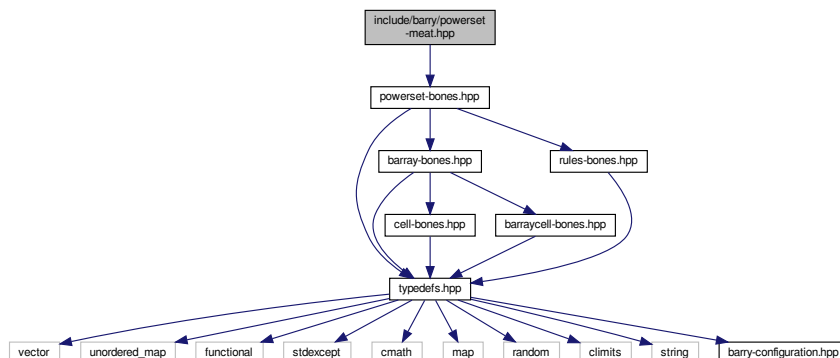 include/barry/powerset
-meat.hpp
powerset-bones.hpp
barray-bones.hpp
rules-bones.hpp
cell-bones.hpp
barraycell-bones.hpp
typedefs.hpp
vector
unordered_map
functional
stdexcept
cmath
map
random
climits
string
barry-configuration.hpp